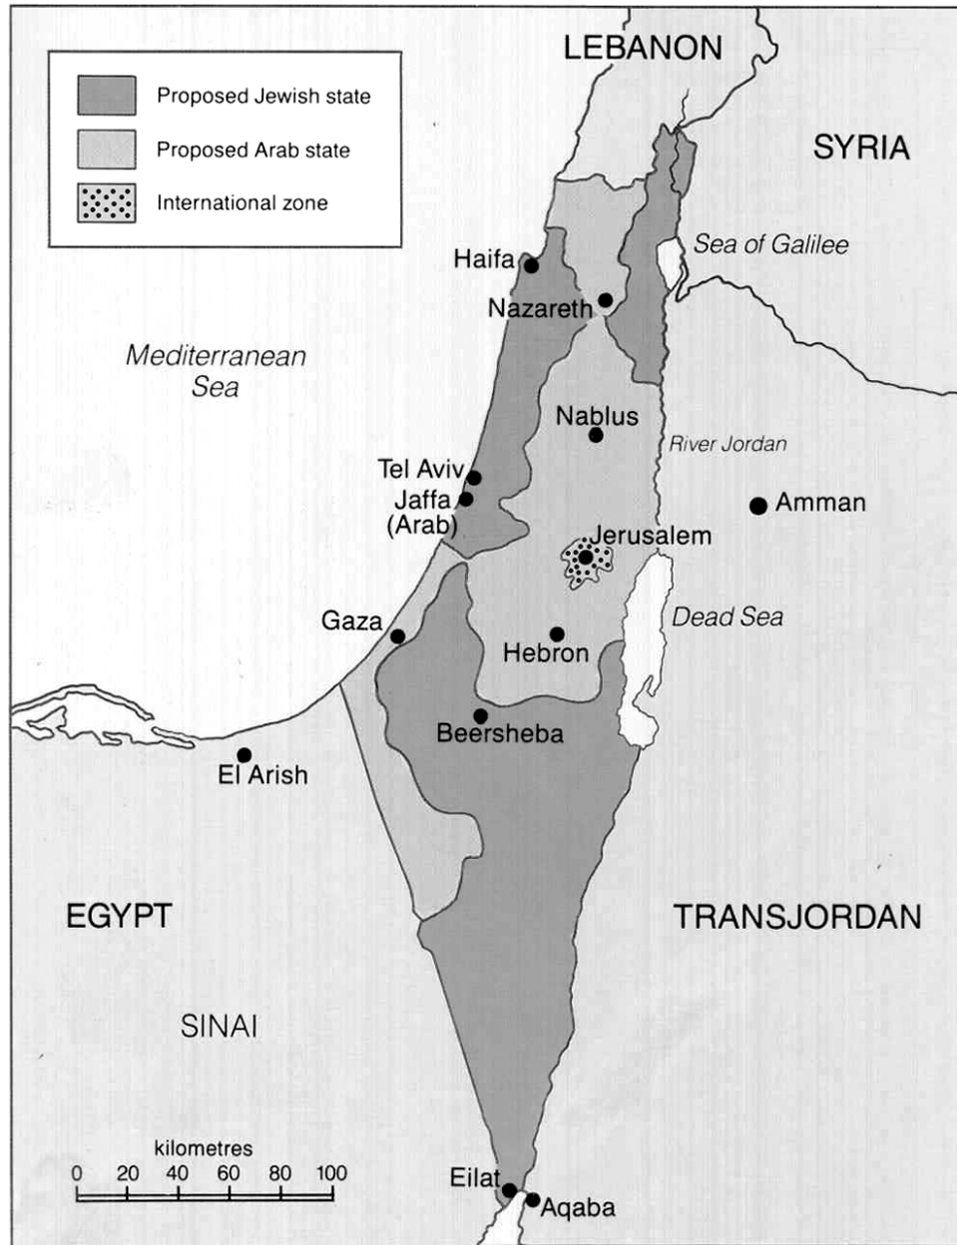 LEBANON
Proposed Jewish state
Proposed Arab state
International zone
SYRIA
Sea of Galilee
Haifa
Nazareth
Mediterranean
Sea
Nablus
River Jordan
Tel Aviv
Jaffa
(Arab)
Amman
Jerusalem
Gaza
Dead Sea
Hebron
Beersheba
El Arish
EGYPT
TRANSJORDAN
SINAI
kilometres
0 20 40 60 80 100
Eilat
Aqaba